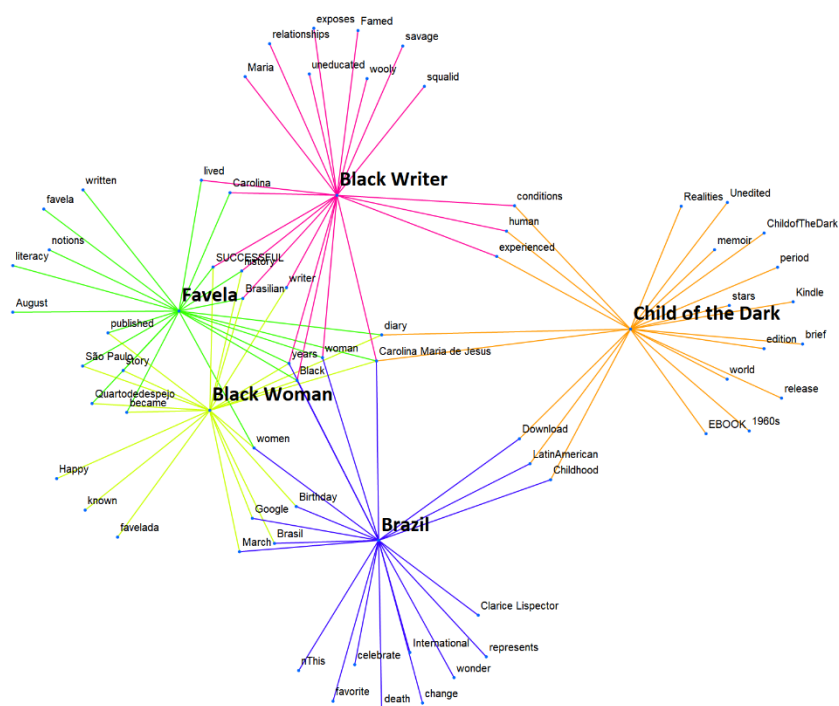 exposes
Famed
relationships
savage
uneducated
wooly
Maria
squalid
Black Writer
lived
written
Carolina
conditions
Realities
Unedited
favela
human
ChildofTheDark
notions
experienced
memoir
literacy
SUCCESSFUL
history
period
writer
Favela
Brasilian
stars
Kindle
August
Child of the Dark
published
diary
brief
edition
São Paulo
story
years
woman
Carolina Maria de Jesus
Black
world
Quartodedespejo
became
Black Woman
release
women
Download
EBOOK
1960s
LatinAmerican
Happy
Childhood
known
Google
Birthday
Brazil
favelada
March
Brasil
Clarice Lispector
nThis
celebrate
International
represents
wonder
favorite
death
change